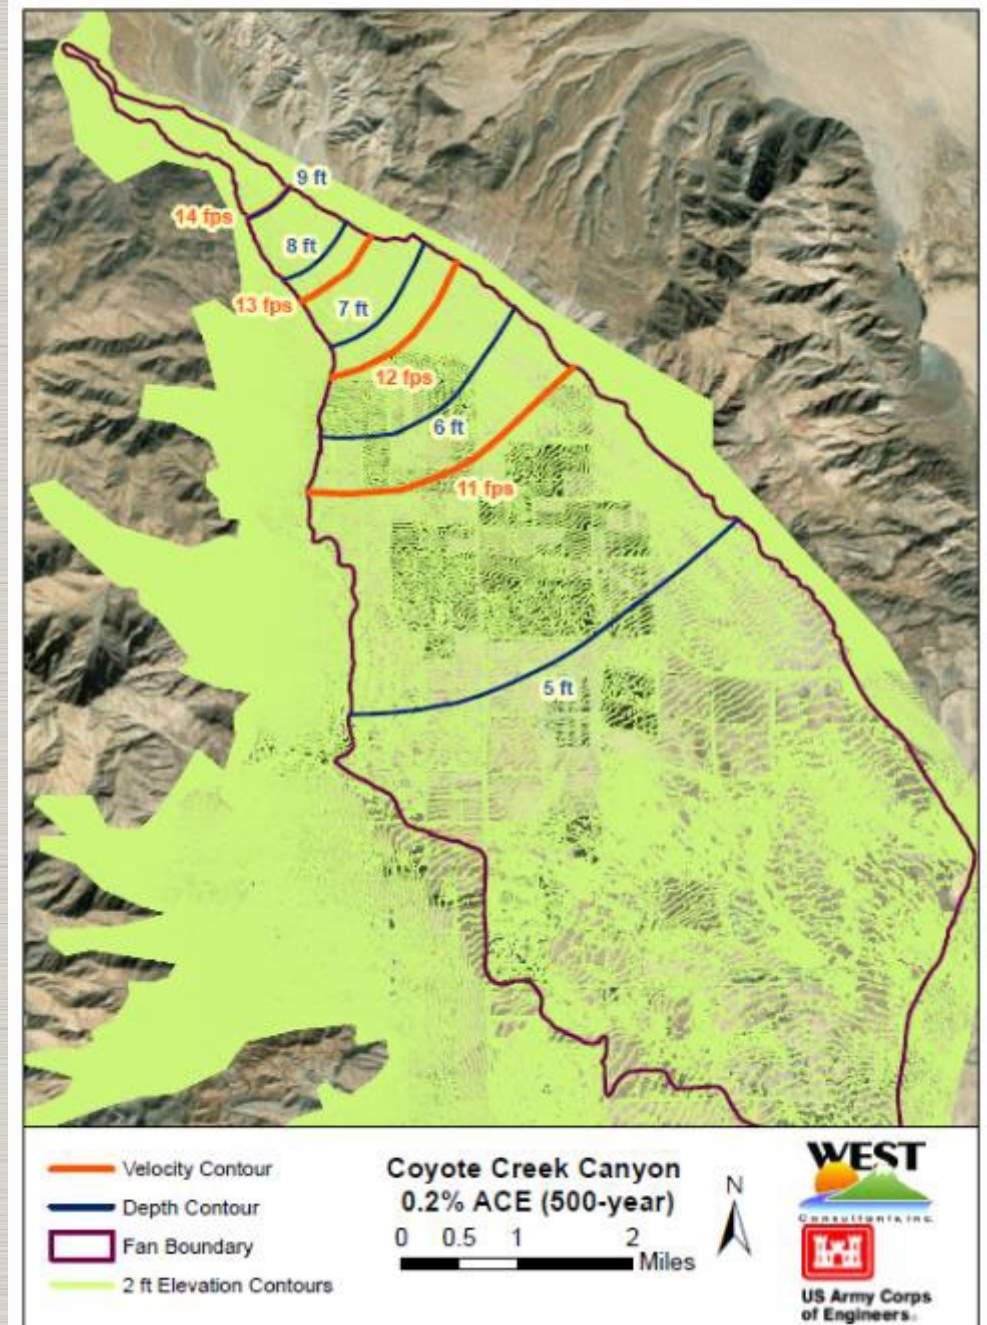 9 ft
14 fps
8 ft
13 fps
7 ft
12 fps
6 ft
11 fps
5 ft
Velocity Contour
Depth Contour
Fan Boundary
2 ft Elevation Contours
Coyote Creek Canyon
0.2% ACE (500-year)
0 0.5 1 2
Miles
N
WEST
Consultants, Inc.
US Army Corps
of Engineers®